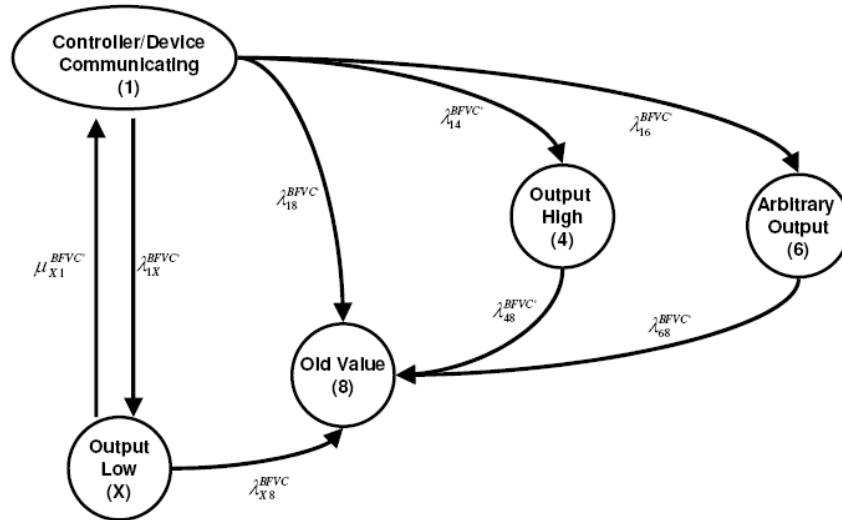 Controller/Device
Communicating
(1)
λ14^BFVC'
λ16^BFVC'
λ18^BFVC'
Output
High
(4)
Arbitrary
Output
(6)
μX1^BFVC'
λ1X^BFVC'
λ48^BFVC'
λ68^BFVC'
Old Value
(8)
Output
Low
(X)
λX8^BFVC